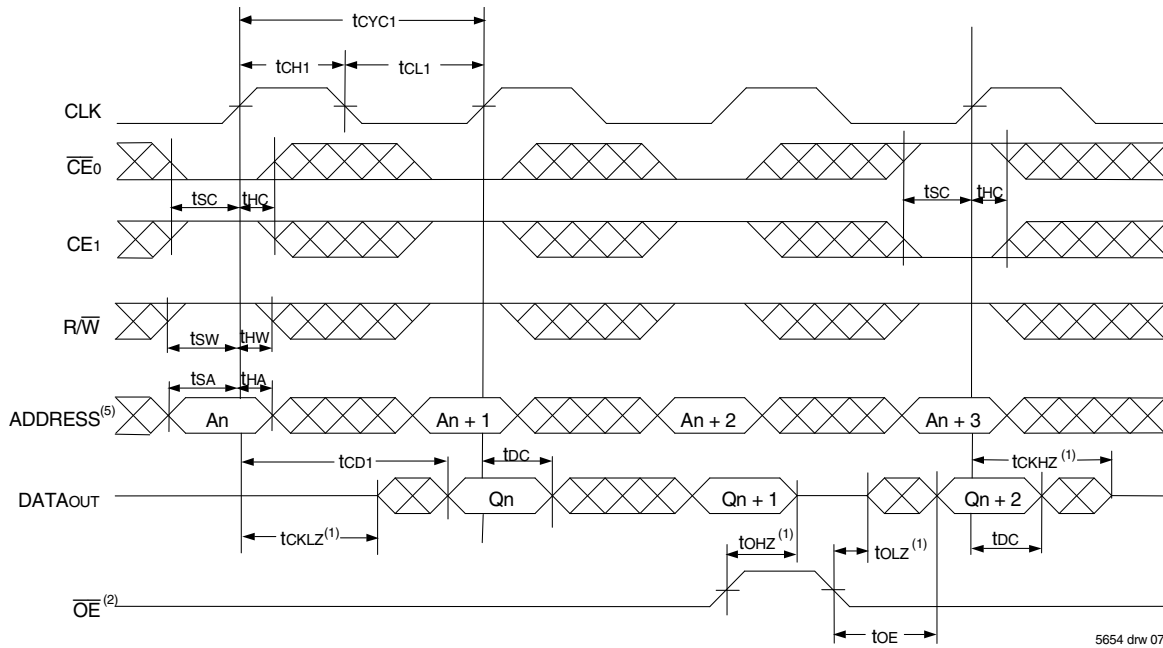 tCYC1
tCH1 tCL1
CLK
CE0
tSC tHC tSC tHC
CE1
R/W
tSW tHW
tSA tHA
ADDRESS(5) An An + 1 An + 2 An + 3
tCD1 tDC tCKHZ (1)
DATAOUT Qn Qn + 1 Qn + 2
tCKLZ(1) tOHZ (1) tOLZ (1) tDC
OE (2)
tOE
5654 drw 07